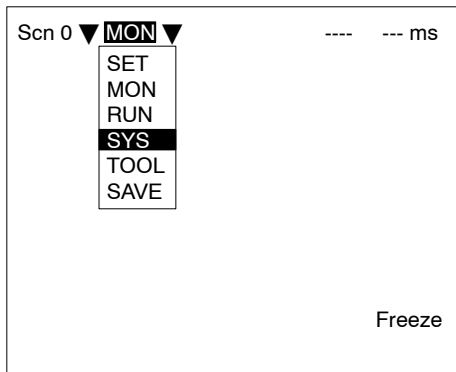 Scn 0 ▼ MON ▼ ---- --- ms
SET
MON
RUN
SYS
TOOL
SAVE
Freeze